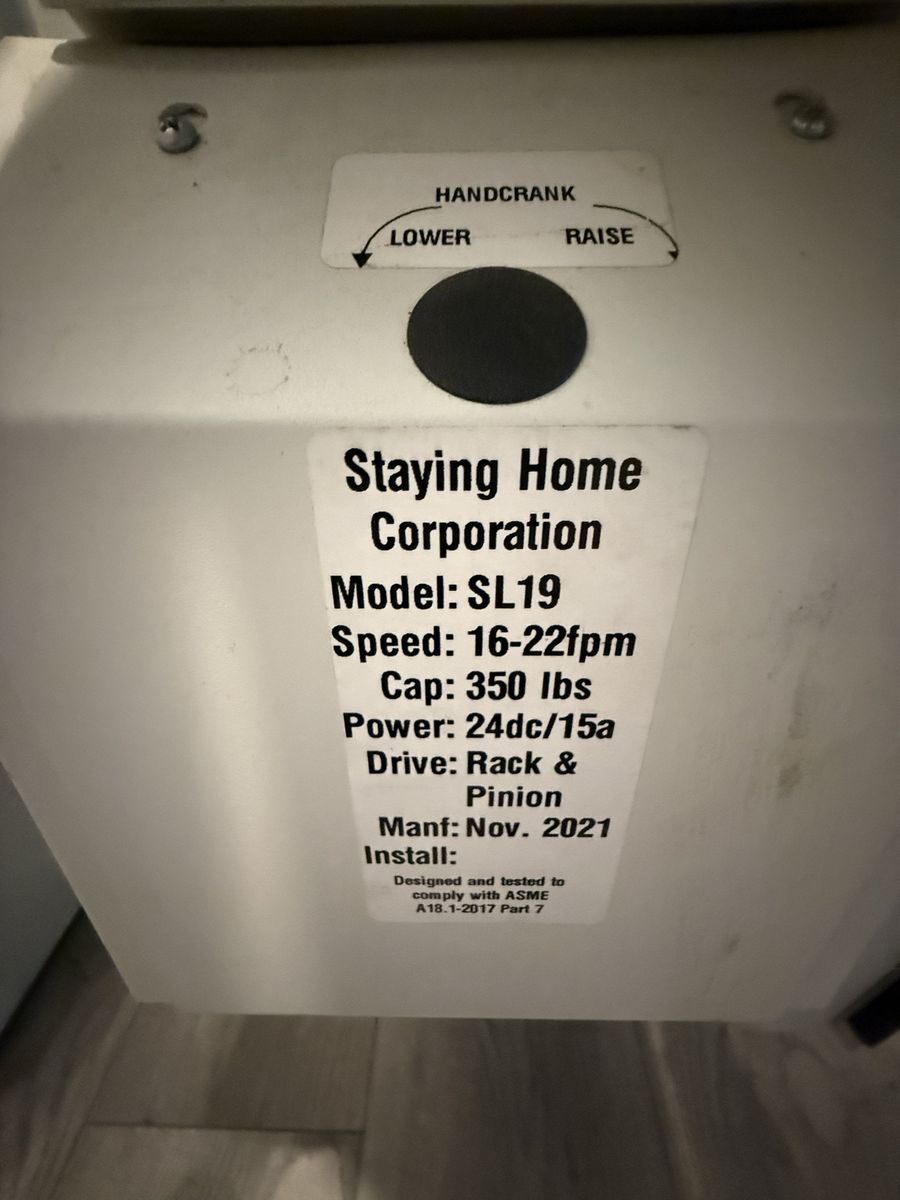 HANDCRANK
LOWER RAISE
Staying Home
Corporation
Model: SL19
Speed: 16-22fpm
Cap: 350 lbs
Power: 24dc/15a
Drive: Rack &
Pinion
Manf: Nov. 2021
Install:
Designed and tested to
comply with ASME
A18.1-2017 Part 7